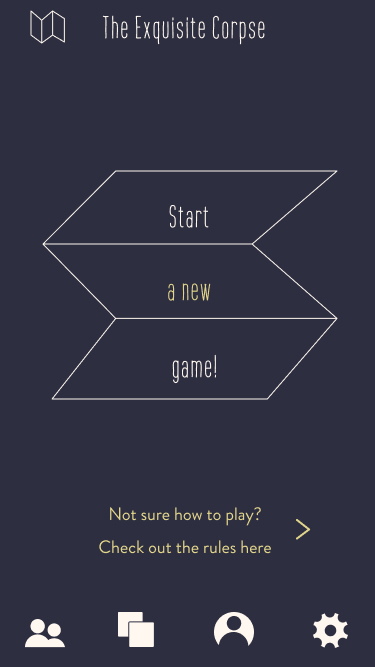 The Exquisite Corpse
Start
a new
game!
Not sure how to play?
Check out the rules here